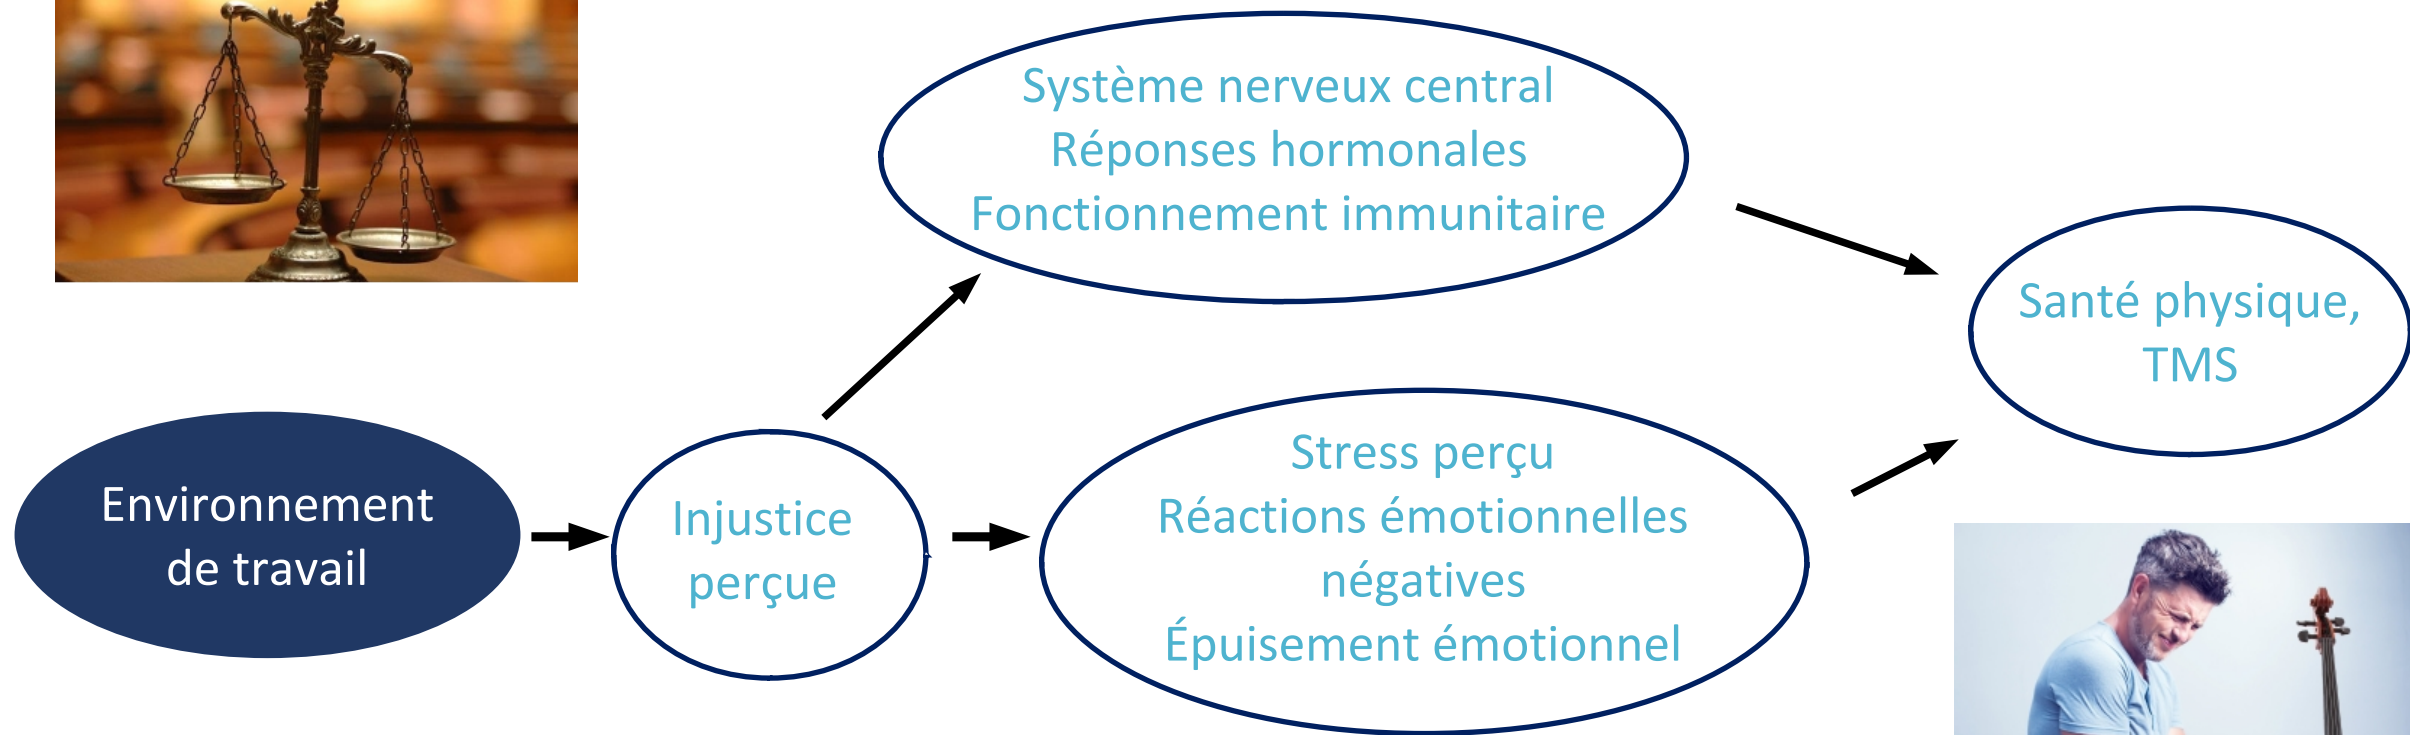 Système nerveux central
Réponses hormonales
Fonctionnement immunitaire
Santé physique,
TMS
Environnement
de travail
Injustice
perçue
Stress perçu
Réactions émotionnelles
négatives
Épuisement émotionnel